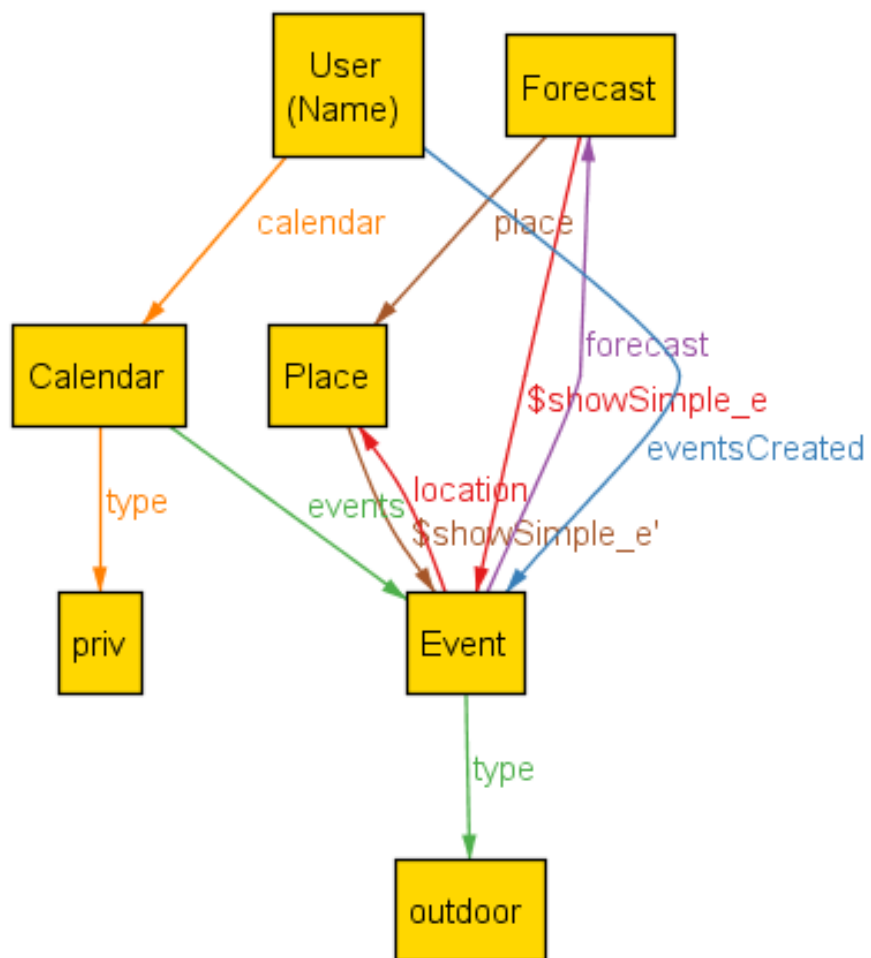 User
(Name)
Forecast
calendar
place
Calendar
Place
forecast
$showSimple_e
eventsCreated
type
events
location
$showSimple_e'
priv
Event
type
outdoor